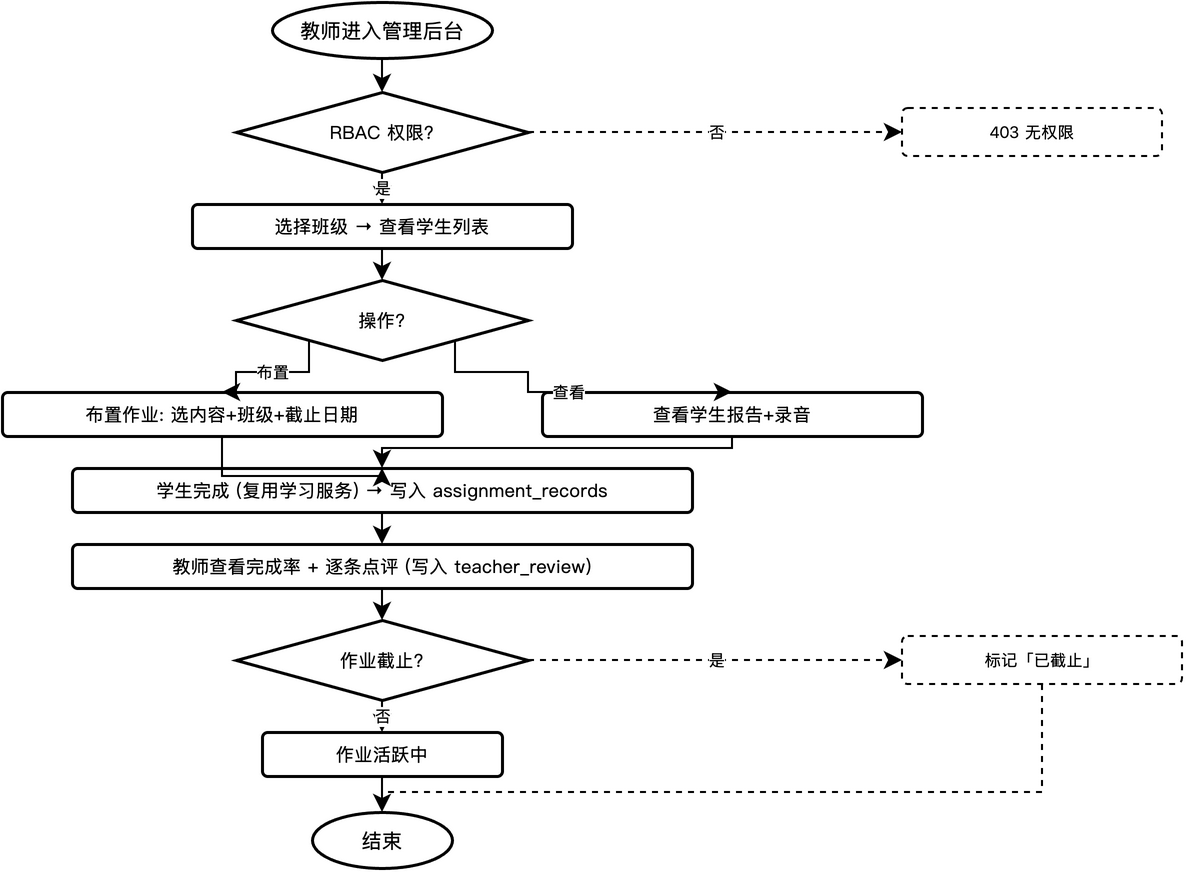 教师进入管理后台
RBAC 权限?
否
403 无权限
是
选择班级 → 查看学生列表
操作?
布置
查看
布置作业: 选内容+班级+截止日期
查看学生报告+录音
学生完成 (复用学习服务) → 写入 assignment_records
教师查看完成率 + 逐条点评 (写入 teacher_review)
作业截止?
是
标记「已截止」
否
作业活跃中
结束